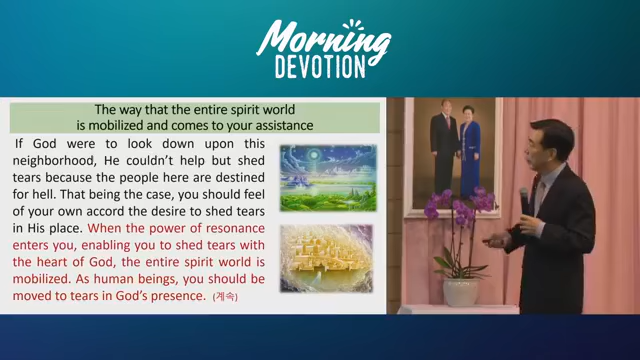 Morning
DEVOTION
The way that the entire spirit world
is mobilized and comes to your assistance
If God were to look down upon this
neighborhood, He couldn't help but shed
tears because the people here are destined
for hell. That being the case, you should feel
of your own accord the desire to shed tears
in His place. When the power of resonance
enters you, enabling you to shed tears with
the heart of God, the entire spirit world is
mobilized. As human beings, you should be
moved to tears in God's presence. (계속)